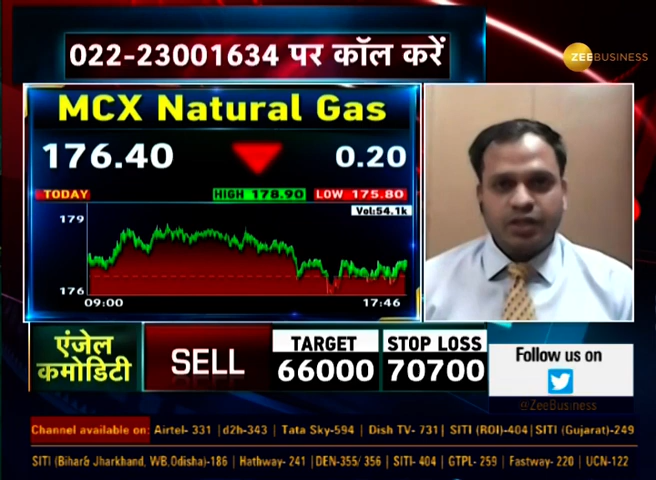 022-23001634 पर कॉल करें
ZEE BUSINESS
MCX Natural Gas
176.40 0.20
TODAY HIGH 178.90 LOW 175.80
Vol:54.1k
179
176
09:00 17:46
एंजेल
कमोडिटी
SELL
TARGET
66000
STOP LOSS
70700
Follow us on
@ZeeBusiness
Channel available on: Airtel- 331 | d2h-343 | Tata Sky-594 | Dish TV- 731 | SITI (ROI)-404 | SITI (Gujarat)-249
SITI (Bihar& Jharkhand, WB,Odisha)-186 | Hathway- 241 | DEN-355/ 356 | SITI- 404 | GTPL- 259 | Fastway- 220 | UCN-122